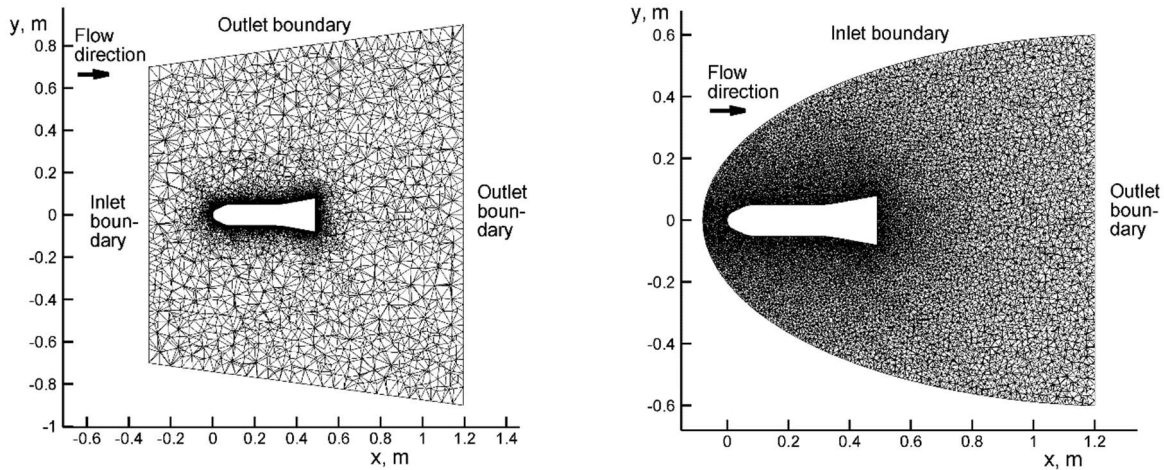 y, m
Outlet boundary
Flow
direction
0.8
0.6
0.4
0.2
0
-0.2
-0.4
-0.6
-0.8
-1
Inlet
boun-
dary
Outlet
boun-
dary
-0.6 -0.4 -0.2 0 0.2 0.4 0.6 0.8 1.0 1.2 1.4
x, m
y, m
Inlet boundary
Flow
direction
0.6
0.4
0.2
0
-0.2
-0.4
-0.6
Outlet
boun-
dary
0 0.2 0.4 0.6 0.8 1.0 1.2
x, m